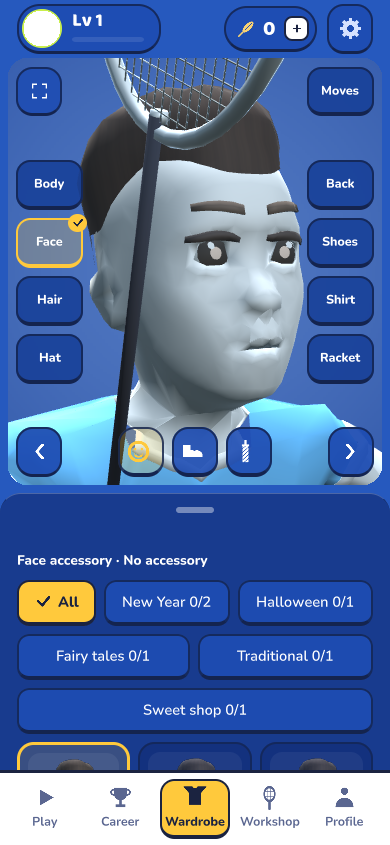 Lv 1
0
+
Moves
Body
Back
Face
Shoes
Hair
Shirt
Hat
Racket
Face accessory · No accessory
All
New Year 0/2
Halloween 0/1
Fairy tales 0/1
Traditional 0/1
Sweet shop 0/1
Play
Career
Wardrobe
Workshop
Profile